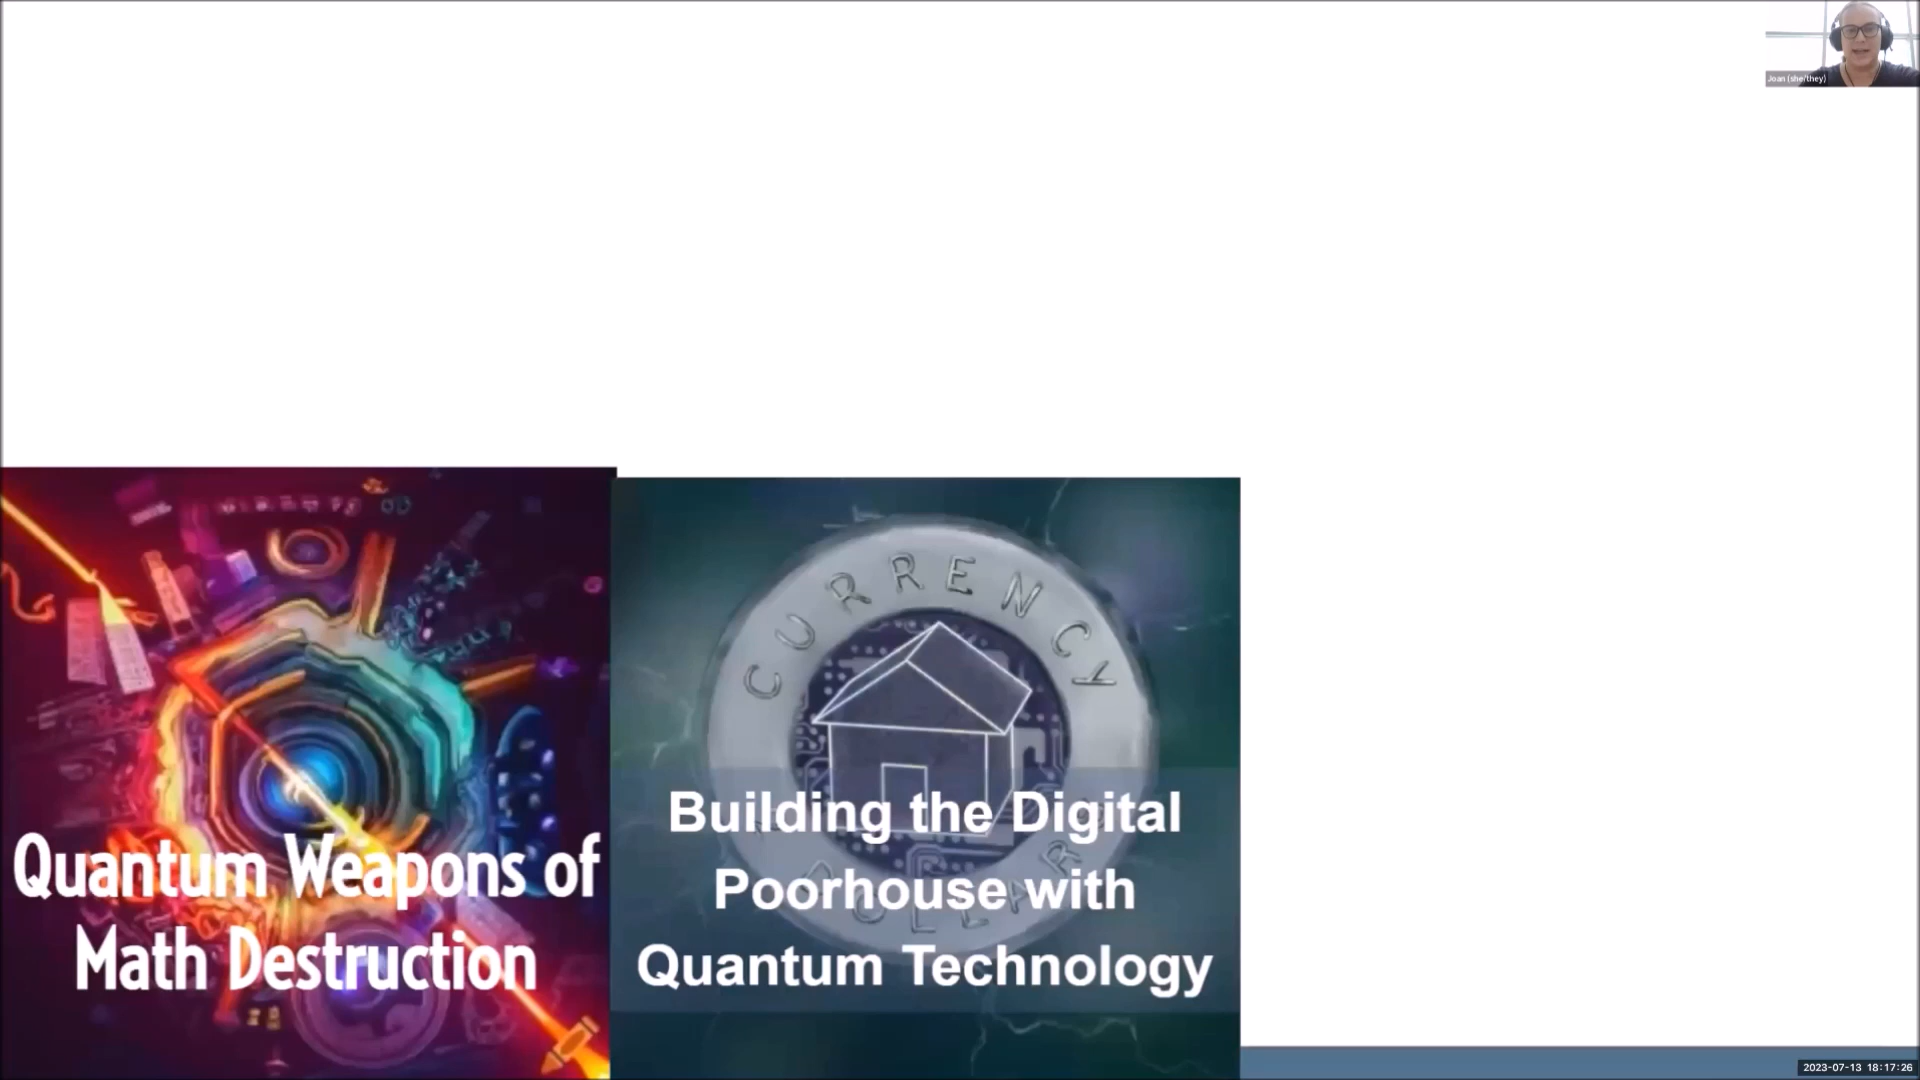 Joan (she/they)
CURRENCY
DOLLAR
Quantum Weapons of
Math Destruction
Building the Digital
Poorhouse with
Quantum Technology
2023-07-13 18:17:26